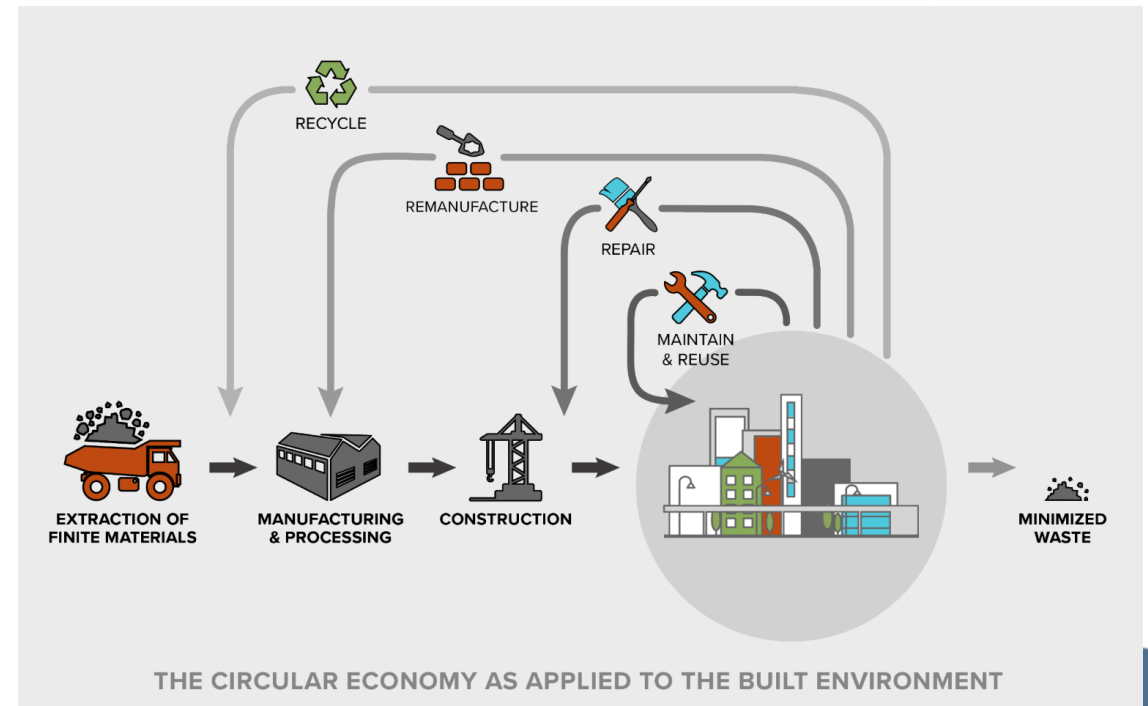 RECYCLE
REMANUFACTURE
REPAIR
MAINTAIN
& REUSE
EXTRACTION OF
FINITE MATERIALS
MANUFACTURING
& PROCESSING
CONSTRUCTION
MINIMIZED
WASTE
THE CIRCULAR ECONOMY AS APPLIED TO THE BUILT ENVIRONMENT